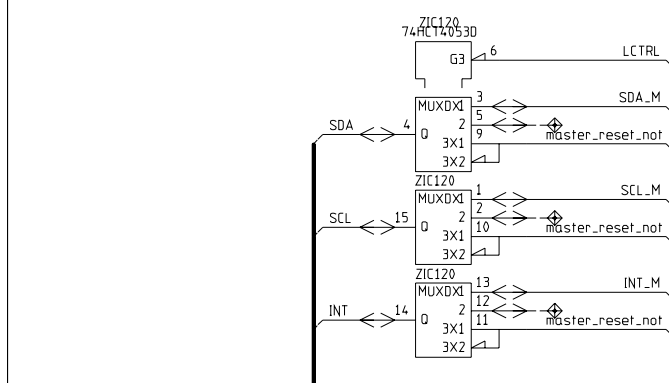 ZIC120
74HCT4053D
G3 6 LCTRL
MUXDX1 3 SDA_M
SDA 4 Q 2 5
3X1 9 master_reset_not
3X2
ZIC120
MUXDX1 1 SCL_M
SCL 15 Q 2 2
3X1 10 master_reset_not
3X2
ZIC120
MUXDX1 13 INT_M
INT 14 Q 2 12
3X1 11 master_reset_not
3X2